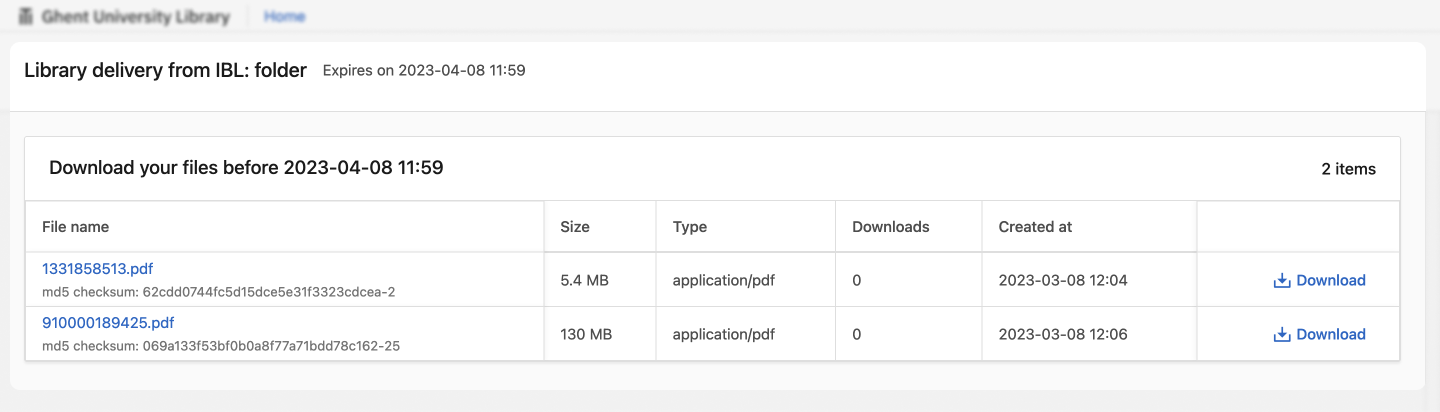 Ghent University Library Home
Library delivery from IBL: folder Expires on 2023-04-08 11:59
Download your files before 2023-04-08 11:59 2 items
File name Size Type Downloads Created at
1331858513.pdf
md5 checksum: 62cdd0744fc5d15dce5e31f3323cdcea-2 5.4 MB application/pdf 0 2023-03-08 12:04 Download
910000189425.pdf
md5 checksum: 069a133f53bf0b0a8f77a71bdd78c162-25 130 MB application/pdf 0 2023-03-08 12:06 Download